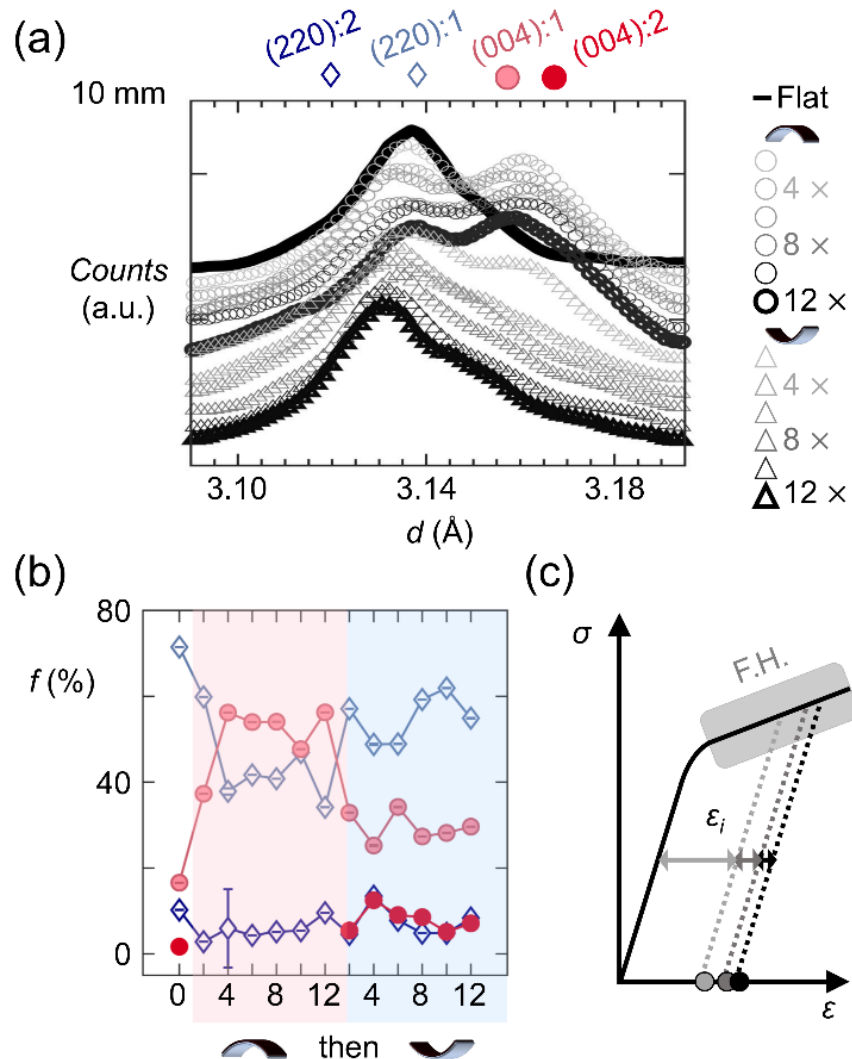 (a)
(220):2 (220):1 (004):1 (004):2
10 mm
Counts
(a.u.)
3.10 3.14 3.18
d (Å)
Flat
4 ×
8 ×
12 ×
4 ×
8 ×
12 ×
(b)
80
f (%)
40
0
0 4 8 12 4 8 12
then
(c)
σ
F.H.
εi
ε